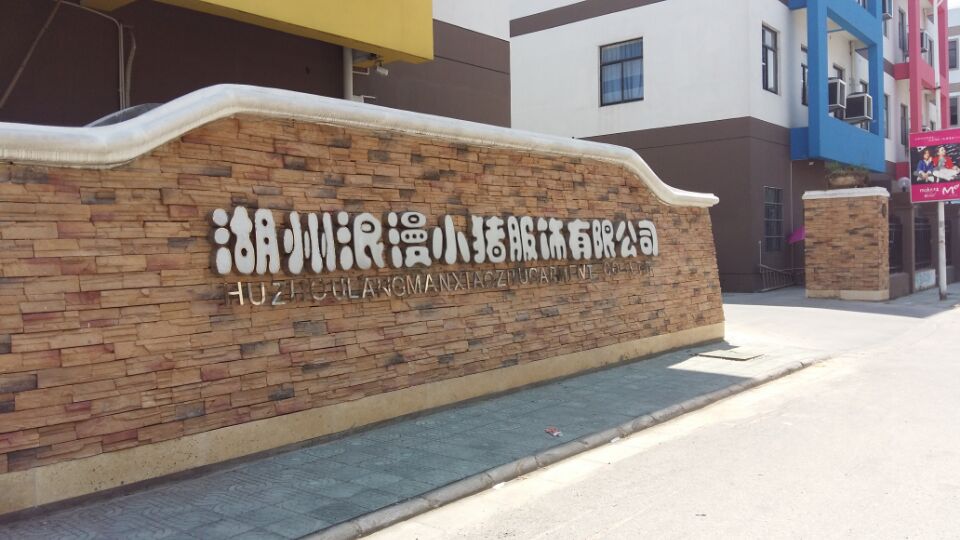 湖州浪漫小猪服饰有限公司
HUZHOULANGMANXIAOZHUGARMENT CO.,LTD